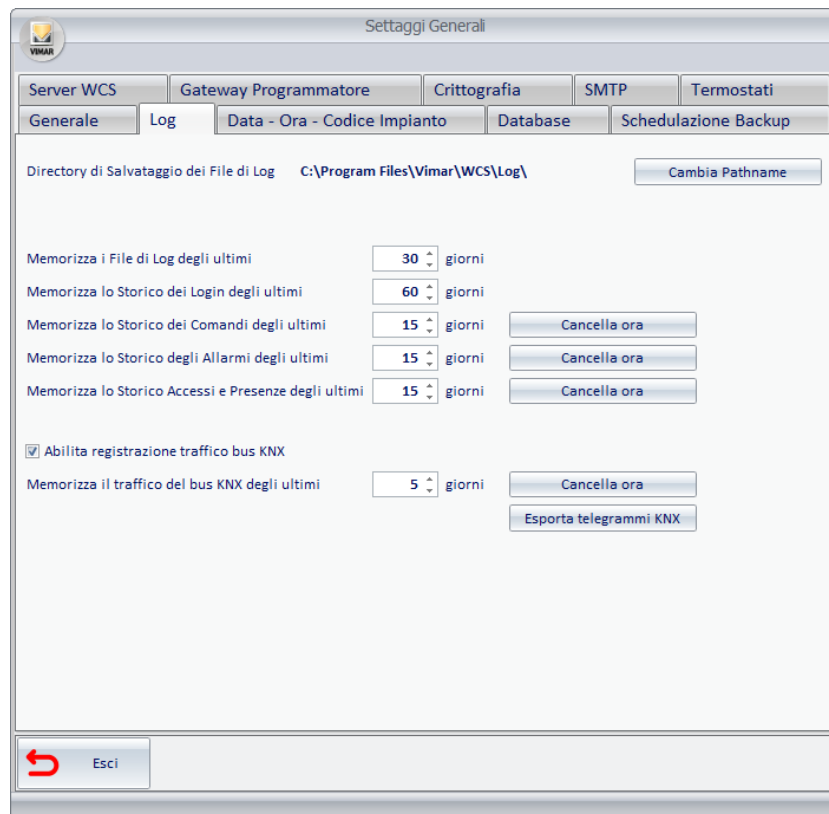 Settaggi Generali
VIMAR
Server WCS Gateway Programmatore Crittografia SMTP Termostati
Generale Log Data - Ora - Codice Impianto Database Schedulazione Backup
Directory di Salvataggio dei File di Log C:\Program Files\Vimar\WCS\Log\ Cambia Pathname
Memorizza i File di Log degli ultimi 30 giorni
Memorizza lo Storico dei Login degli ultimi 60 giorni
Memorizza lo Storico dei Comandi degli ultimi 15 giorni Cancella ora
Memorizza lo Storico degli Allarmi degli ultimi 15 giorni Cancella ora
Memorizza lo Storico Accessi e Presenze degli ultimi 15 giorni Cancella ora
Abilita registrazione traffico bus KNX
Memorizza il traffico del bus KNX degli ultimi 5 giorni Cancella ora
Esporta telegrammi KNX
Esci